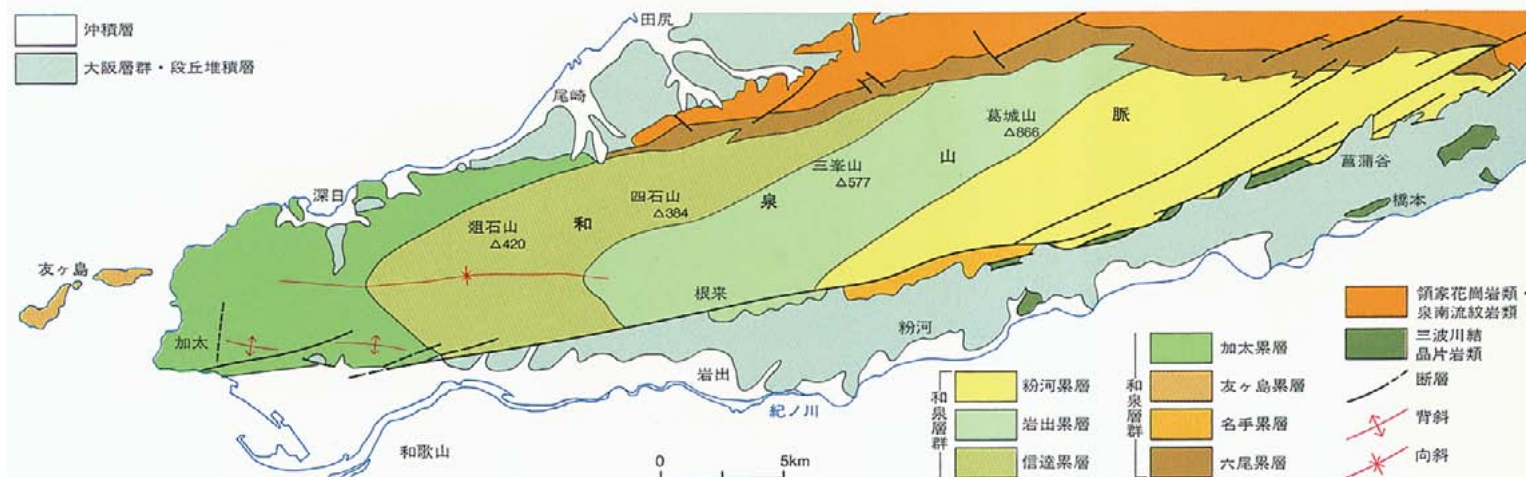 沖積層
大阪層群・段丘堆積層
田尻
尾崎
深日
友ヶ島
加太
俎石山
△420
四石山
△384
三峯山
△577
葛城山
△866
和
泉
山
脈
根来
粉河
岩出
紀ノ川
和歌山
菖蒲谷
橋本
0 5km
和泉層群
粉河累層
岩出累層
信達累層
和泉層群
加太累層
友ヶ島累層
名手累層
六尾累層
領家花崗岩類・
泉南流紋岩類
三波川結
晶片岩類
断層
背斜
向斜